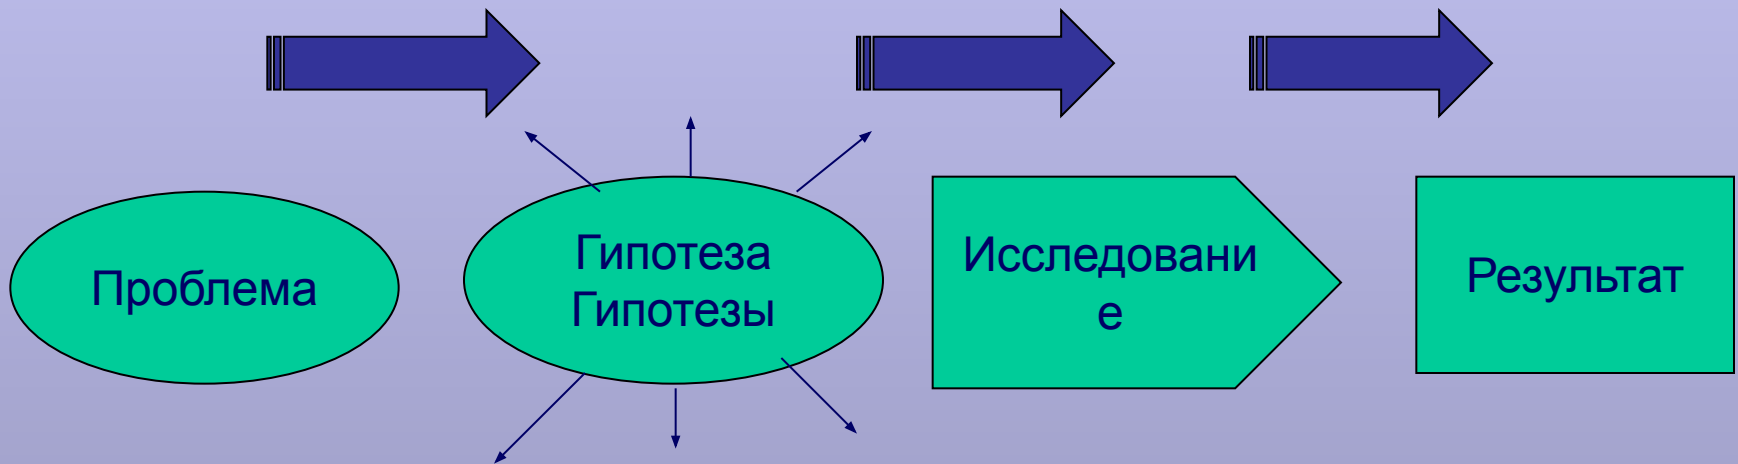 Проблема
Гипотеза
Гипотезы
Исследовани
е
Результат